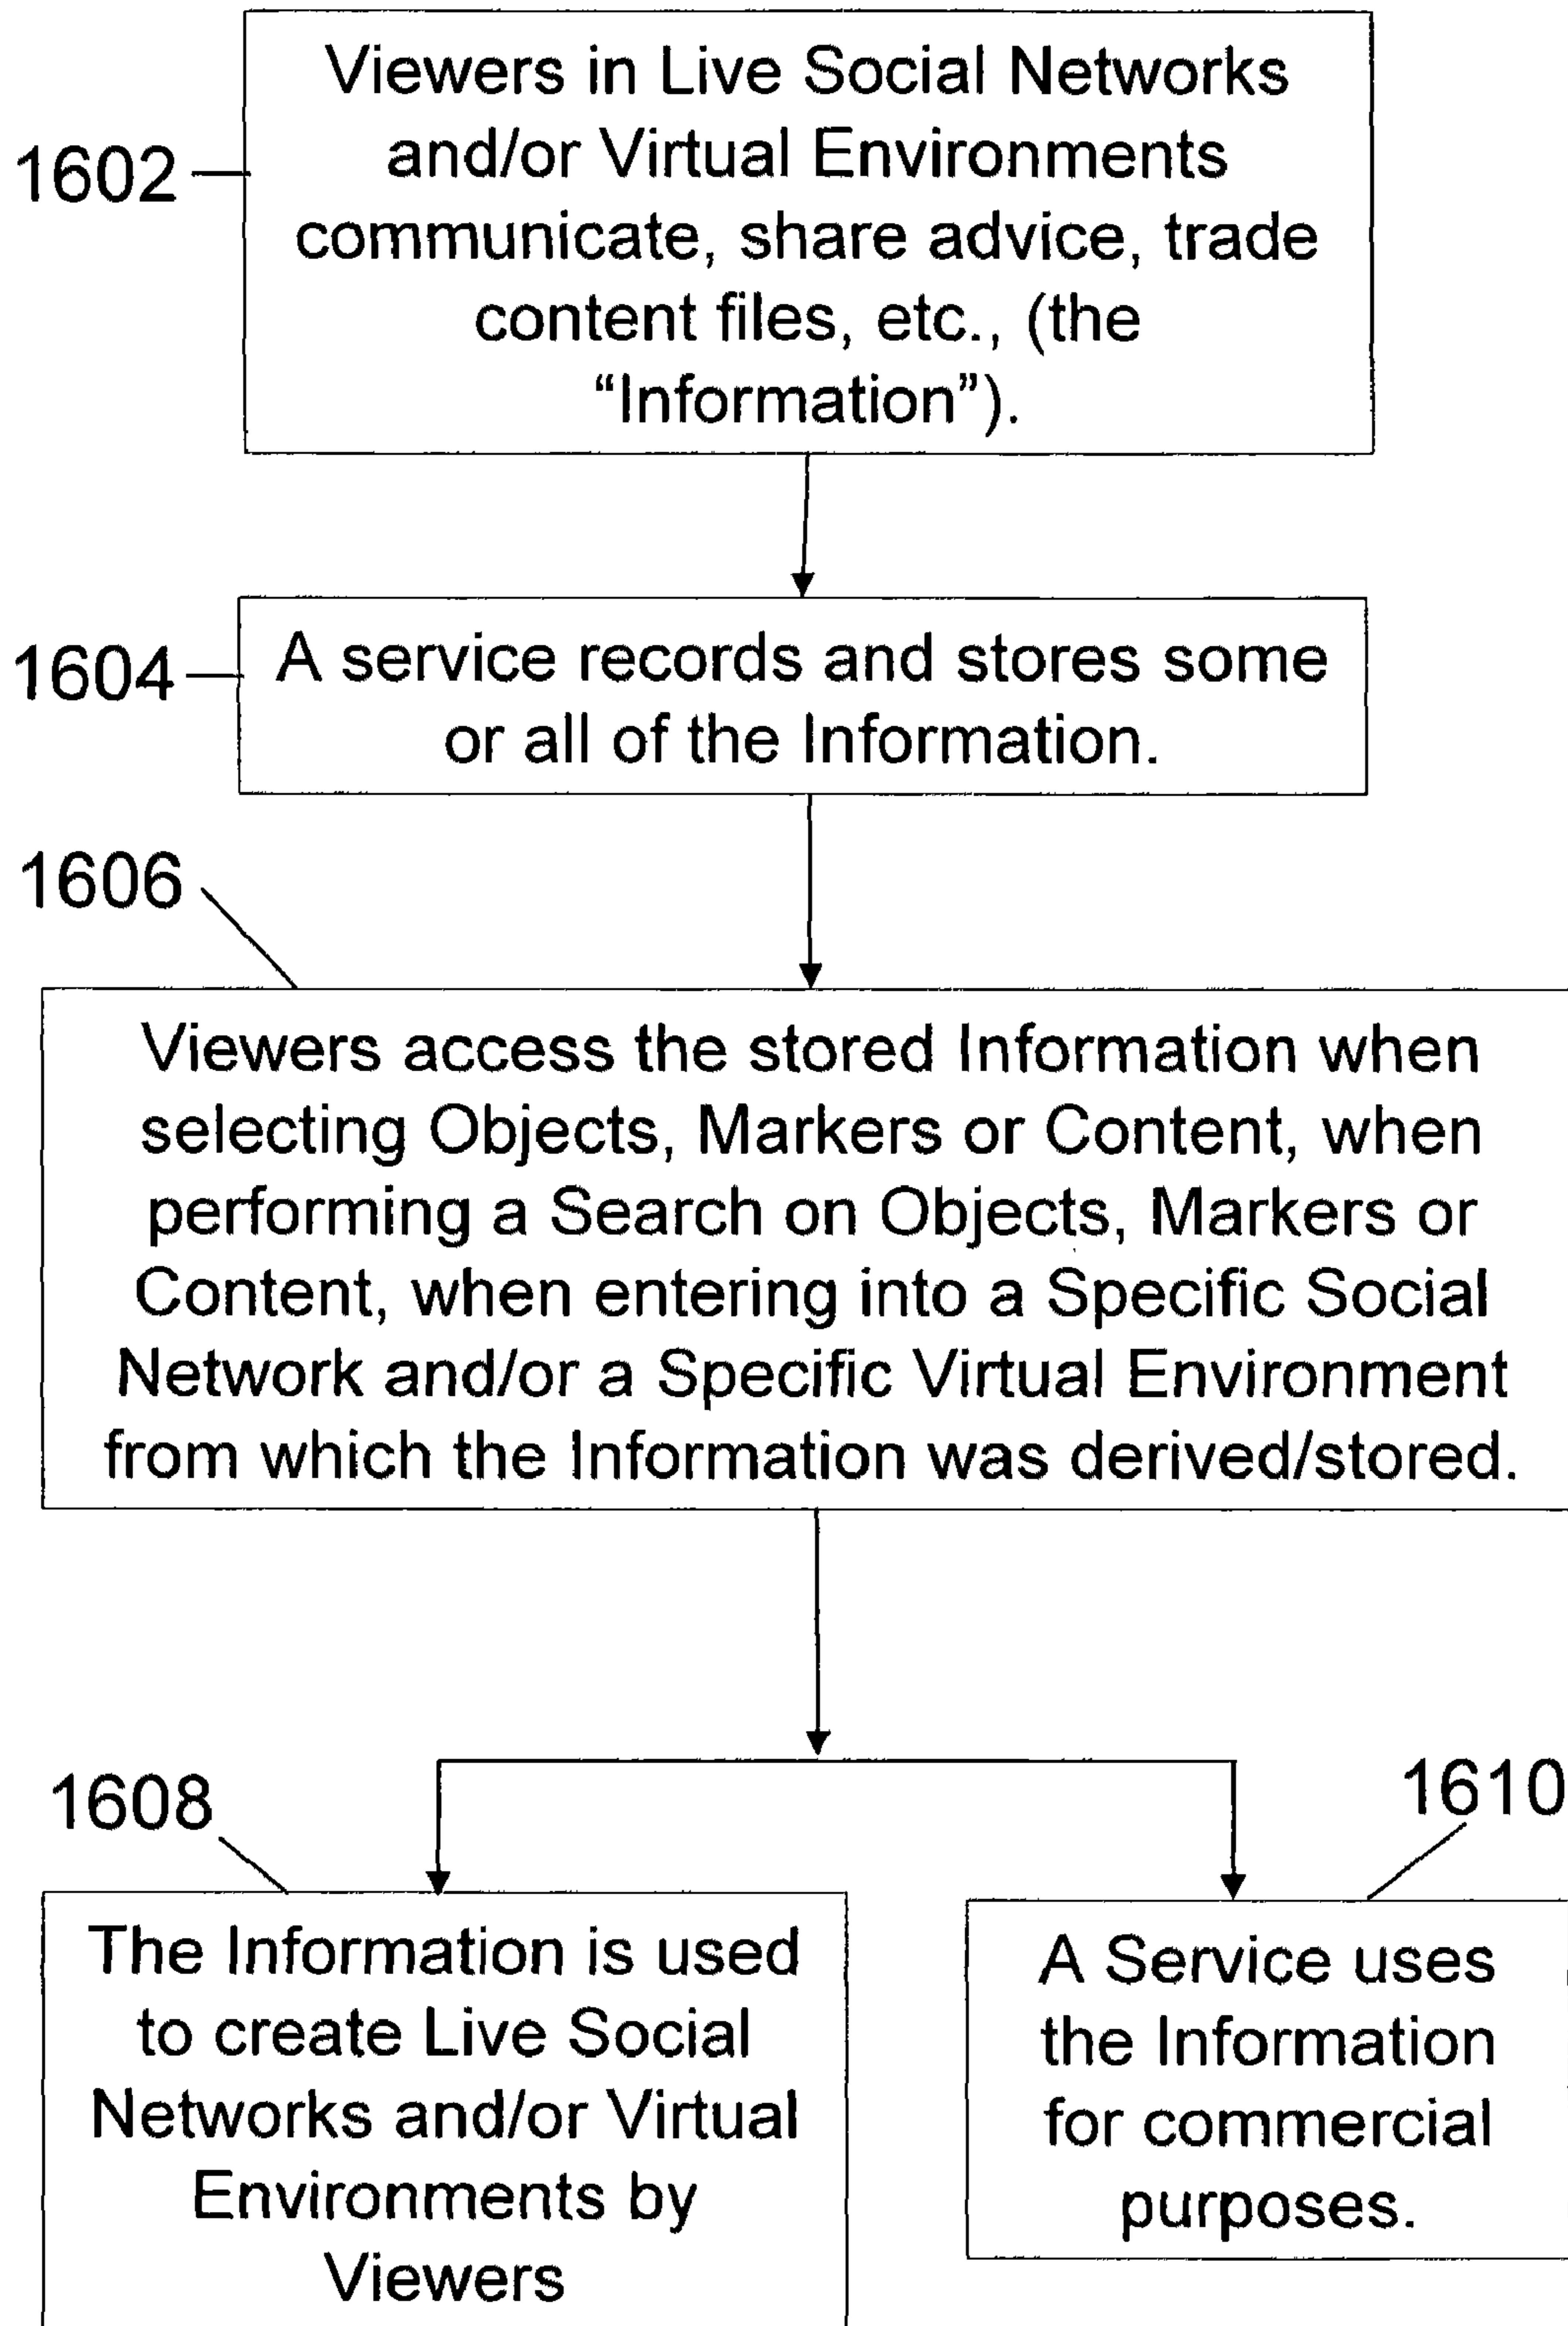 Viewers in Live Social Networks
and/or Virtual Environments
1602
communicate, share advice, trade
content files, etc., (the
“Information”).
1604
A service records and stores some
or all of the Information.
1606
Viewers access the stored Information when
selecting Objects, Markers or Content, when
performing a Search on Objects, Markers or
Content, when entering into a Specific Social
Network and/or a Specific Virtual Environment
from which the Information was derived/stored.
1608
1610
The Information is used
to create Live Social
Networks and/or Virtual
Environments by
Viewers
A Service uses
the Information
for commercial
purposes.